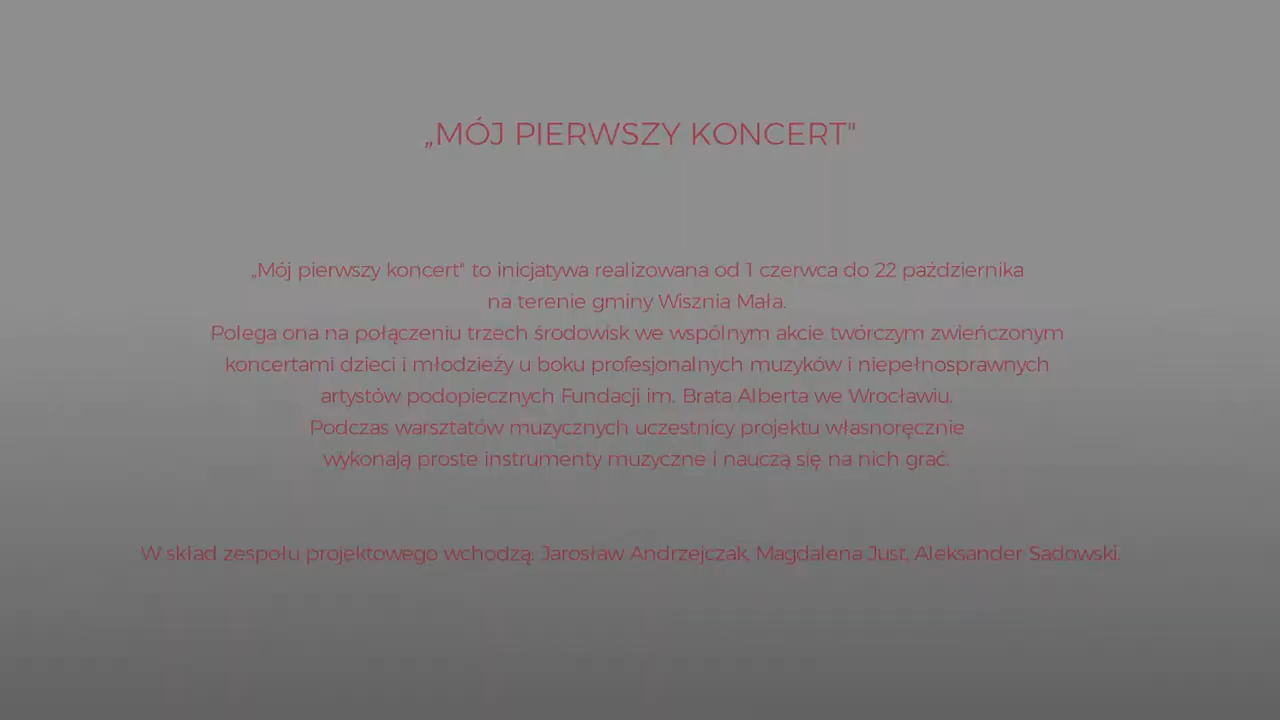 „MÓJ PIERWSZY KONCERT"
„Mój pierwszy koncert" to inicjatywa realizowana od 1 czerwca do 22 października
na terenie gminy Wisznia Mała.
Polega ona na połączeniu trzech środowisk we wspólnym akcie twórczym zwieńczonym
koncertami dzieci i młodzieży u boku profesjonalnych muzyków i niepełnosprawnych
artystów podopiecznych Fundacji im. Brata Alberta we Wrocławiu.
Podczas warsztatów muzycznych uczestnicy projektu własnoręcznie
wykonają proste instrumenty muzyczne i nauczą się na nich grać.
W skład zespołu projektowego wchodzą: Jarosław Andrzejczak, Magdalena Just, Aleksander Sadowski.